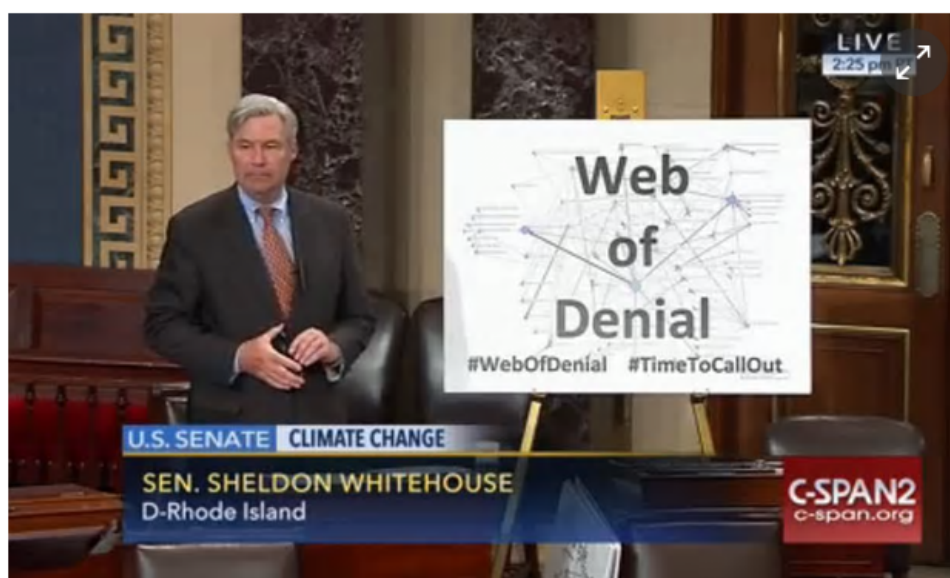 LIVE
2:25 pm
Web
of
Denial
#WebOfDenial #TimeToCallOut
U.S. SENATE CLIMATE CHANGE
SEN. SHELDON WHITEHOUSE
D-Rhode Island
C-SPAN2
c-span.org